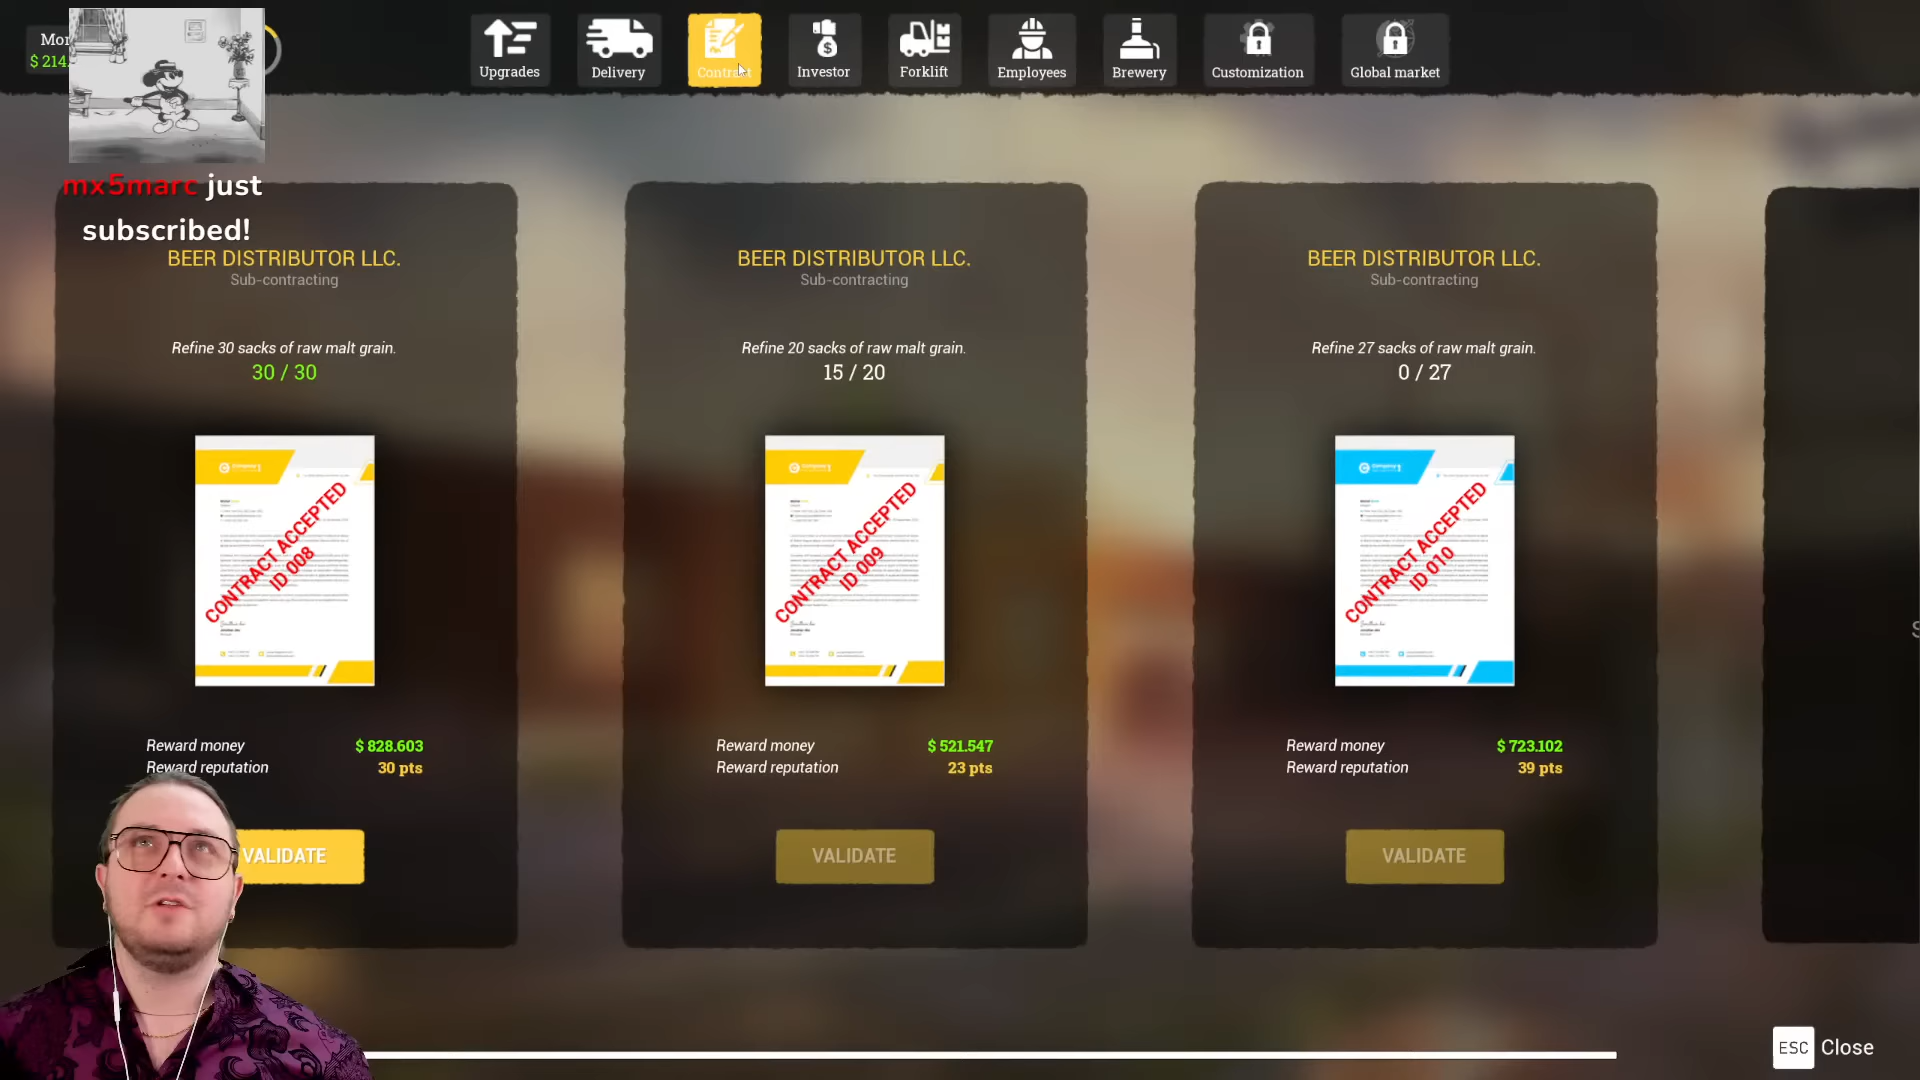 Mor
$ 214.
Upgrades
Delivery
Contract
Investor
Forklift
Employees
Brewery
Customization
Global market
mx5marc just
subscribed!
BEER DISTRIBUTOR LLC.
Sub-contracting
Refine 30 sacks of raw malt grain.
30 / 30
CONTRACT ACCEPTED
ID 008
Reward money $ 828.603
Reward reputation 30 pts
VALIDATE
BEER DISTRIBUTOR LLC.
Sub-contracting
Refine 20 sacks of raw malt grain.
15 / 20
CONTRACT ACCEPTED
ID 009
Reward money $ 521.547
Reward reputation 23 pts
VALIDATE
BEER DISTRIBUTOR LLC.
Sub-contracting
Refine 27 sacks of raw malt grain.
0 / 27
CONTRACT ACCEPTED
ID 010
Reward money $ 723.102
Reward reputation 39 pts
VALIDATE
S
ESC Close